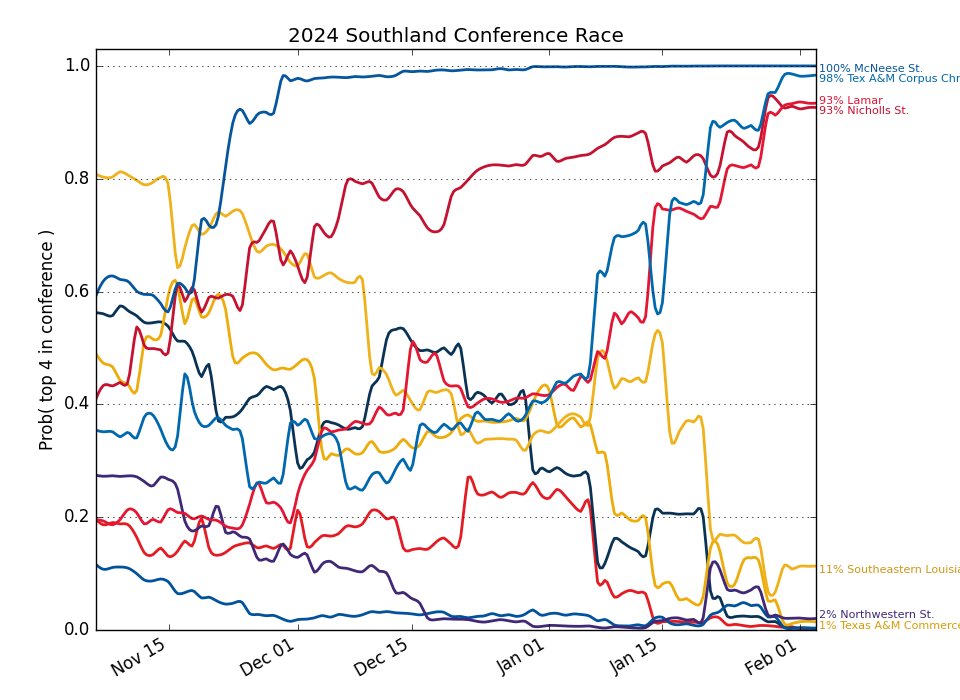 2024 Southland Conference Race
Prob( top 4 in conference )
1.0
0.8
0.6
0.4
0.2
0.0
Nov 15
Dec 01
Dec 15
Jan 01
Jan 15
Feb 01
100% McNeese St.
98% Tex A&M Corpus Chr
93% Lamar
93% Nicholls St.
11% Southeastern Louisia
2% Northwestern St.
1% Texas A&M Commerce